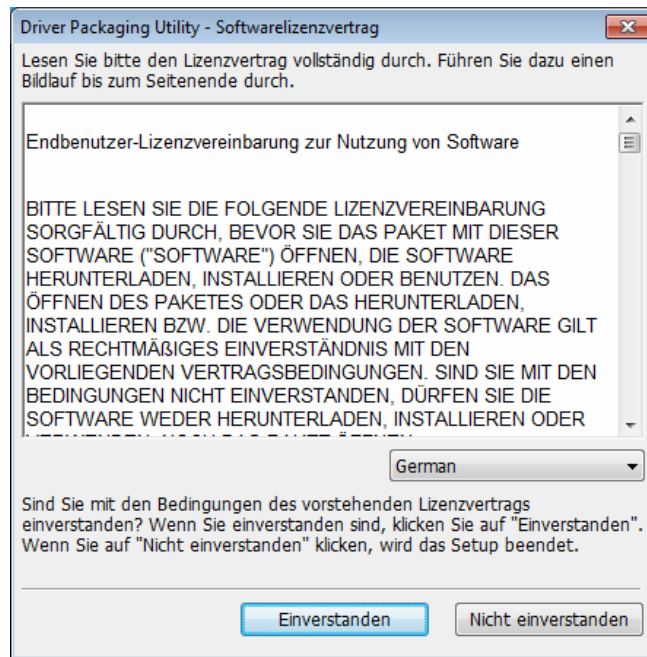 Driver Packaging Utility - Softwarelizenzvertrag
Lesen Sie bitte den Lizenzvertrag vollständig durch. Führen Sie dazu einen
Bildlauf bis zum Seitenende durch.
Endbenutzer-Lizenzvereinbarung zur Nutzung von Software
BITTE LESEN SIE DIE FOLGENDE LIZENZVEREINBARUNG
SORGFÄLTIG DURCH, BEVOR SIE DAS PAKET MIT DIESER
SOFTWARE ("SOFTWARE") ÖFFNEN, DIE SOFTWARE
HERUNTERLADEN, INSTALLIEREN ODER BENUTZEN. DAS
ÖFFNEN DES PAKETES ODER DAS HERUNTERLADEN,
INSTALLIEREN BZW. DIE VERWENDUNG DER SOFTWARE GILT
ALS RECHTMÄßIGES EINVERSTÄNDNIS MIT DEN
VORLIEGENDEN VERTRAGSBEDINGUNGEN. SIND SIE MIT DEN
BEDINGUNGEN NICHT EINVERSTANDEN, DÜRFEN SIE DIE
SOFTWARE WEDER HERUNTERLADEN, INSTALLIEREN ODER
German
Sind Sie mit den Bedingungen des vorstehenden Lizenzvertrags
einverstanden? Wenn Sie einverstanden sind, klicken Sie auf "Einverstanden".
Wenn Sie auf "Nicht einverstanden" klicken, wird das Setup beendet.
Einverstanden
Nicht einverstanden